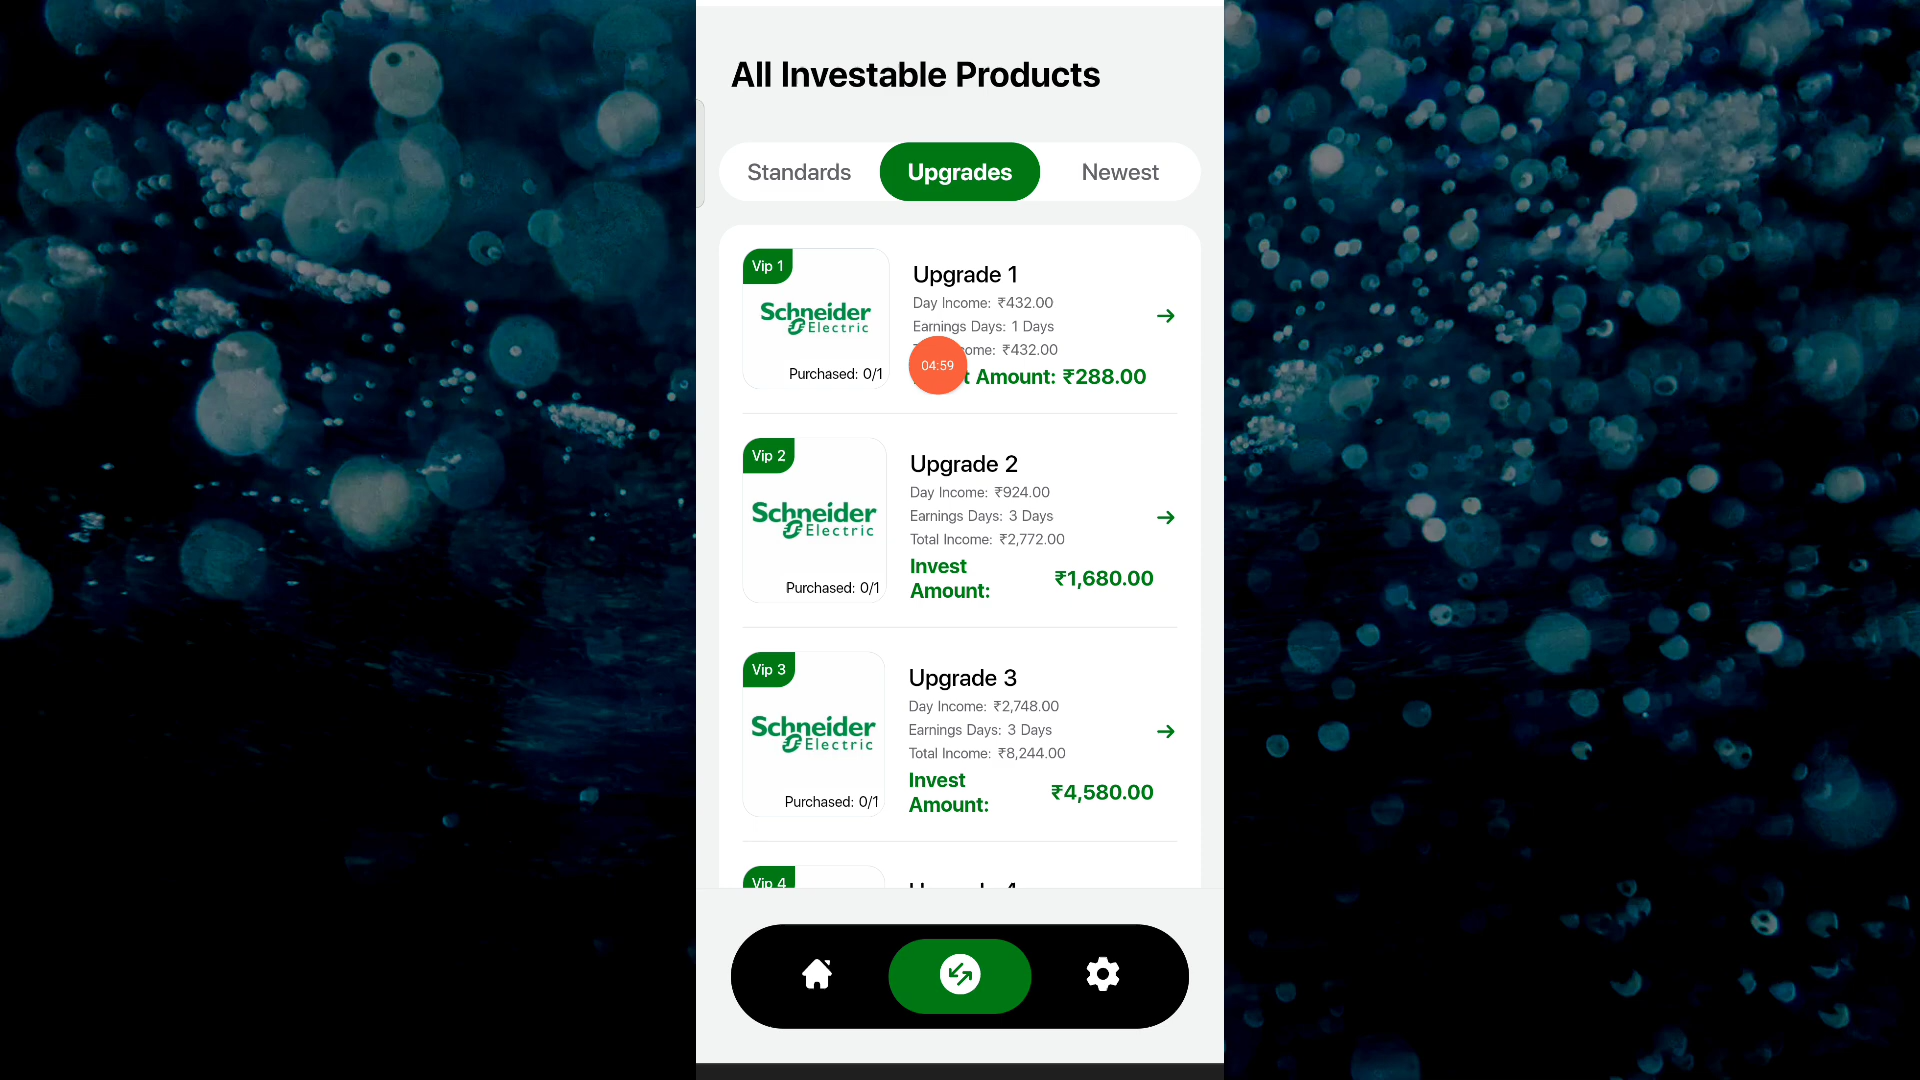 All Investable Products
Standards
Upgrades
Newest
Vip 1
Schneider
Electric
Purchased: 0/1
Upgrade 1
Day Income: ₹432.00
Earnings Days: 1 Days
ome: ₹432.00
04:59
Amount: ₹288.00
Vip 2
Schneider
Electric
Purchased: 0/1
Upgrade 2
Day Income: ₹924.00
Earnings Days: 3 Days
Total Income: ₹2,772.00
Invest
Amount:
₹1,680.00
Vip 3
Schneider
Electric
Purchased: 0/1
Upgrade 3
Day Income: ₹2,748.00
Earnings Days: 3 Days
Total Income: ₹8,244.00
Invest
Amount:
₹4,580.00
Vip 4